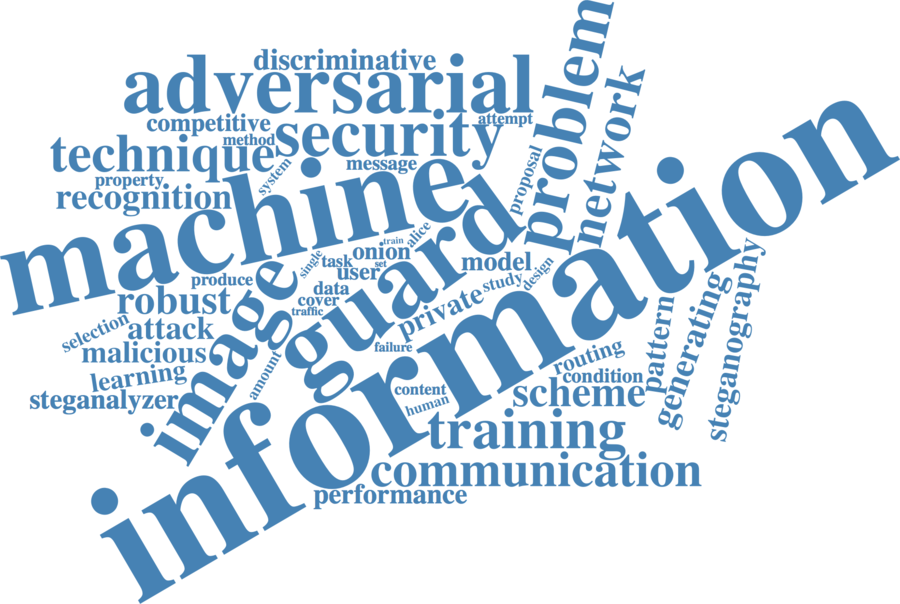 discriminative
adversarial
problem
network
competitive
security
attempt
method
technique
message
system
property
recognition
machine
proposal
information
alice
train
onion
single
task
set
user
guard
model
design
study
produce
data
cover
traffic
robust
image
private
selection
attack
malicious
failure
learning
amount
steganalyzer
content
human
routing
condition
scheme
pattern
generating
steganography
training
communication
performance